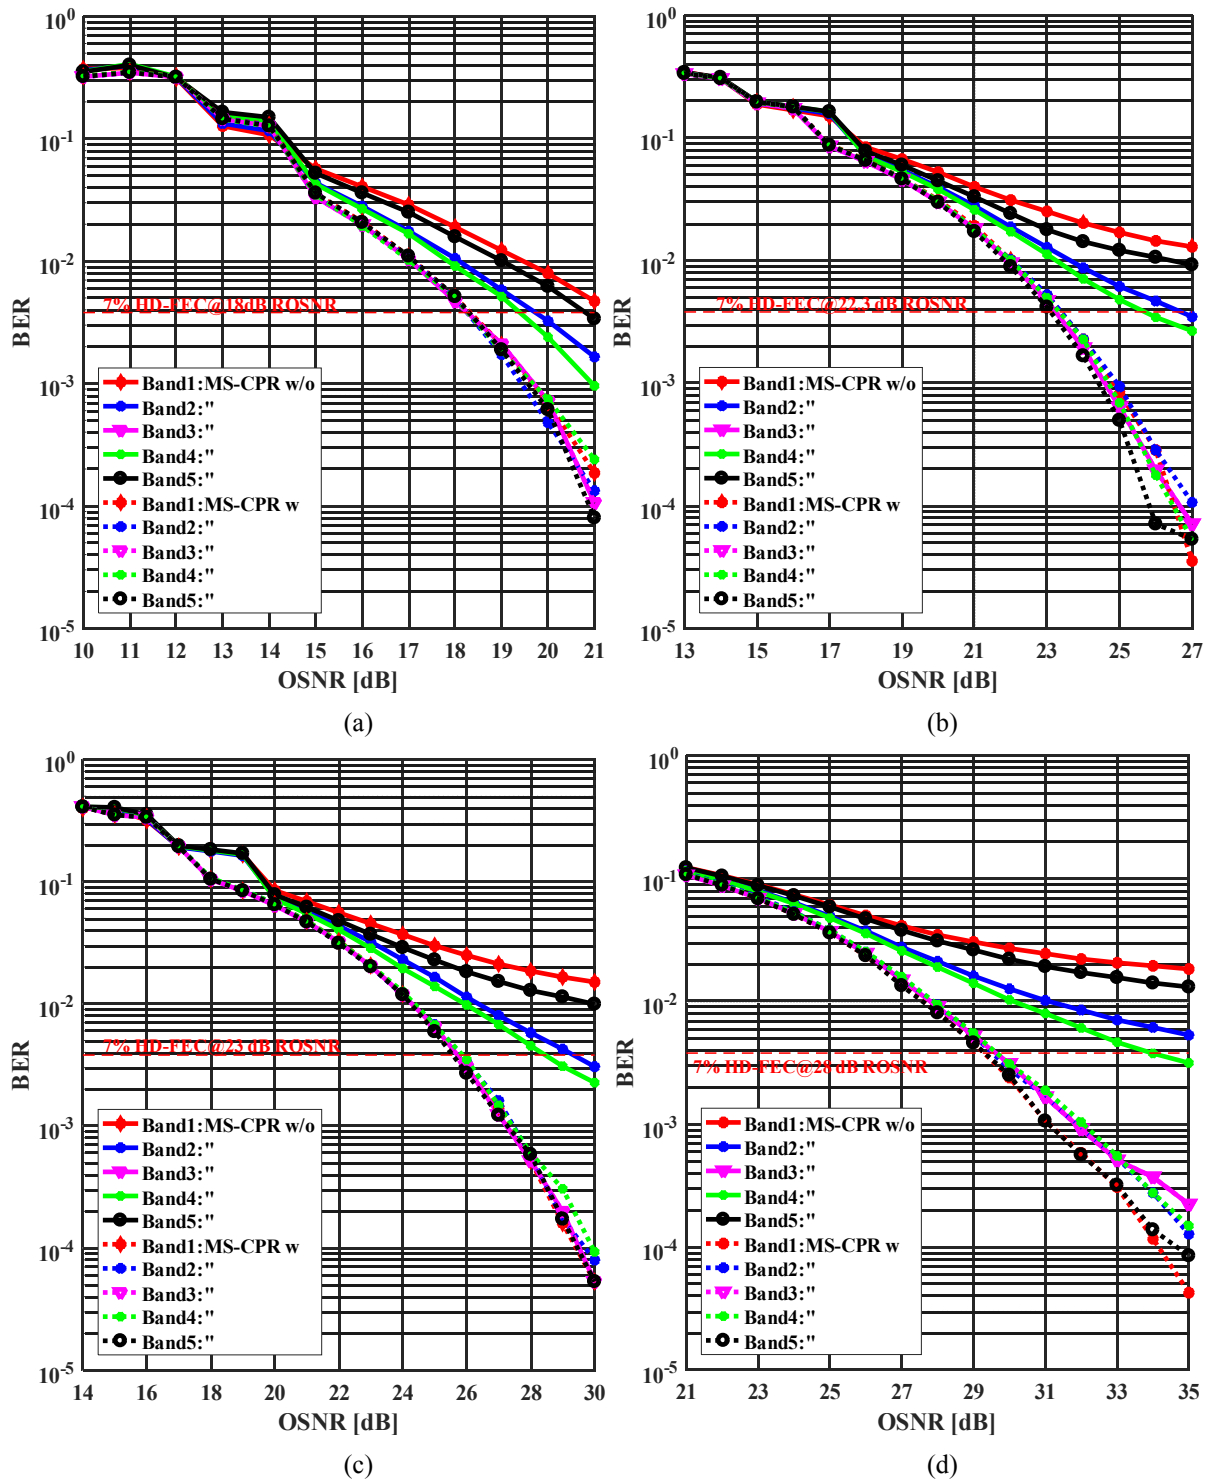 10^0
10^-1
10^-2
10^-3
10^-4
10^-5
BER
7% HD-FEC@18dB ROSNR
Band1:MS-CPR w/o
Band2:"
Band3:"
Band4:"
Band5:"
Band1:MS-CPR w
Band2:"
Band3:"
Band4:"
Band5:"
10 11 12 13 14 15 16 17 18 19 20 21
OSNR [dB]
(a)
10^0
10^-1
10^-2
10^-3
10^-4
10^-5
BER
7% HD-FEC@22.3 dB ROSNR
Band1:MS-CPR w/o
Band2:"
Band3:"
Band4:"
Band5:"
Band1:MS-CPR w
Band2:"
Band3:"
Band4:"
Band5:"
13 15 17 19 21 23 25 27
OSNR [dB]
(b)
10^0
10^-1
10^-2
10^-3
10^-4
10^-5
BER
7% HD-FEC@23 dB ROSNR
Band1:MS-CPR w/o
Band2:"
Band3:"
Band4:"
Band5:"
Band1:MS-CPR w
Band2:"
Band3:"
Band4:"
Band5:"
14 16 18 20 22 24 26 28 30
OSNR [dB]
(c)
10^0
10^-1
10^-2
10^-3
10^-4
10^-5
BER
7% HD-FEC@28 dB ROSNR
Band1:MS-CPR w/o
Band2:"
Band3:"
Band4:"
Band5:"
Band1:MS-CPR w
Band2:"
Band3:"
Band4:"
Band5:"
21 23 25 27 29 31 33 35
OSNR [dB]
(d)